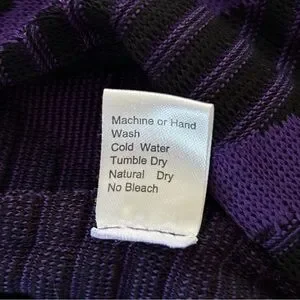 Machine or Hand
Wash
Cold Water
Tumble Dry
Natural Dry
No Bleach